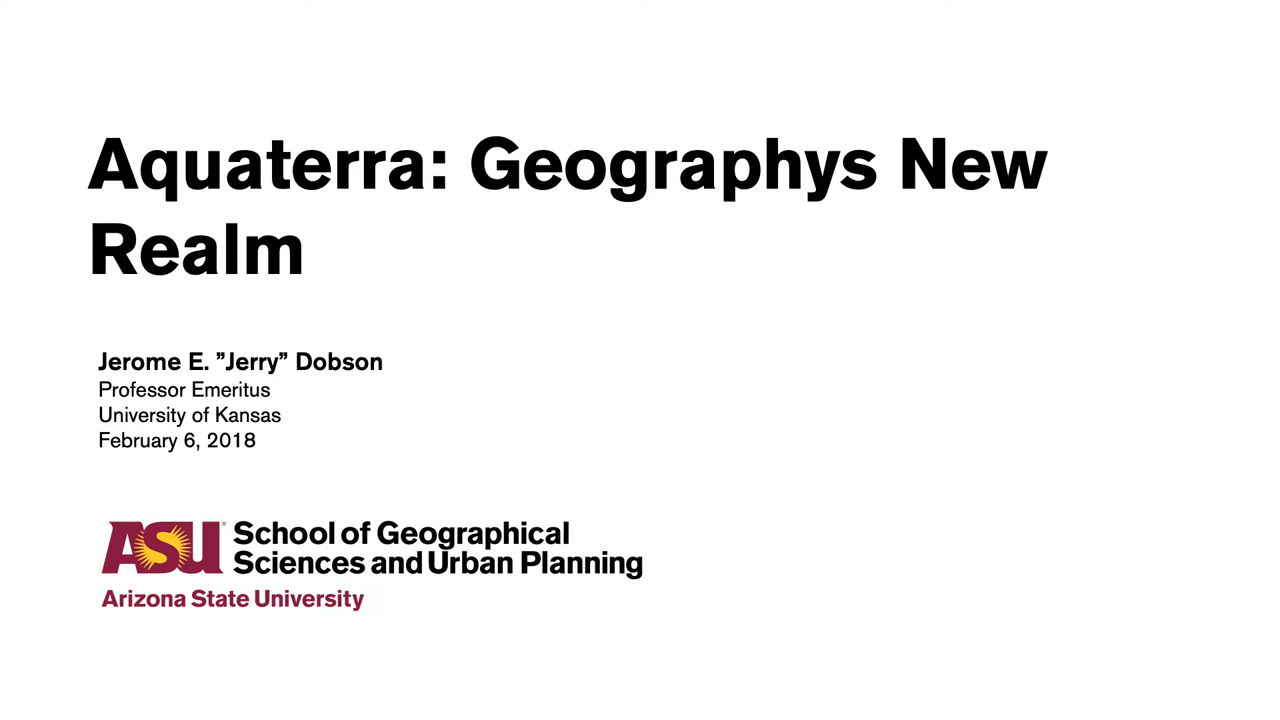 Aquaterra: Geographys New
Realm
Jerome E. ”Jerry” Dobson
Professor Emeritus
University of Kansas
February 6, 2018
ASU® School of Geographical
Sciences and Urban Planning
Arizona State University